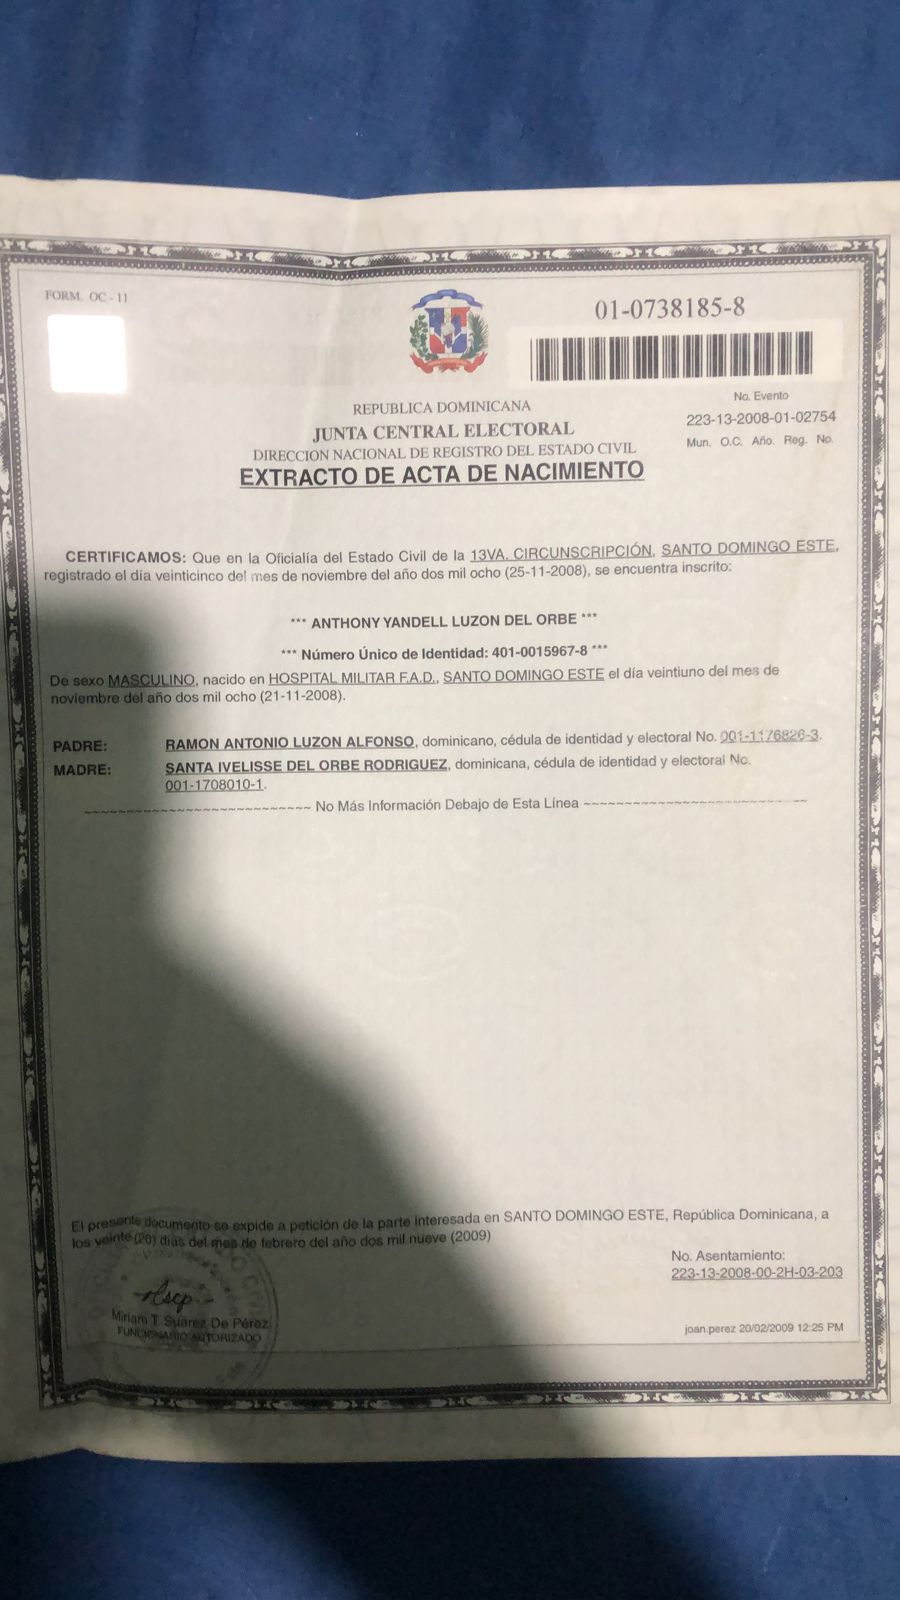 FORM. OC - 11
01-0738185-8
No. Evento
223-13-2008-01-02754
Mun. O.C. Año. Reg. No.
REPUBLICA DOMINICANA
JUNTA CENTRAL ELECTORAL
DIRECCION NACIONAL DE REGISTRO DEL ESTADO CIVIL
EXTRACTO DE ACTA DE NACIMIENTO
CERTIFICAMOS: Que en la Oficialía del Estado Civil de la 13VA. CIRCUNSCRIPCIÓN, SANTO DOMINGO ESTE,
registrado el día veinticinco del mes de noviembre del año dos mil ocho (25-11-2008), se encuentra inscrito:
*** ANTHONY YANDELL LUZON DEL ORBE ***
*** Número Único de Identidad: 401-0015967-8 ***
De sexo MASCULINO, nacido en HOSPITAL MILITAR F.A.D., SANTO DOMINGO ESTE el día veintiuno del mes de
noviembre del año dos mil ocho (21-11-2008).
PADRE: RAMON ANTONIO LUZON ALFONSO, dominicano, cédula de identidad y electoral No. 001-1176826-3.
MADRE: SANTA IVELISSE DEL ORBE RODRIGUEZ, dominicana, cédula de identidad y electoral No.
001-1708010-1.
~~~~~~~~~~~~~~~~~~~~~~~~~~~~ No Más Información Debajo de Esta Línea ~~~~~~~~~~~~~~~~~~~~~~~~~~~~
El presente documento se expide a petición de la parte interesada en SANTO DOMINGO ESTE, República Dominicana, a
los veinte (20) días del mes de febrero del año dos mil nueve (2009)
No. Asentamiento:
223-13-2008-00-2H-03-203
Miriam T. Suárez De Pérez
FUNCIONARIO AUTORIZADO
joan.perez 20/02/2009 12:25 PM